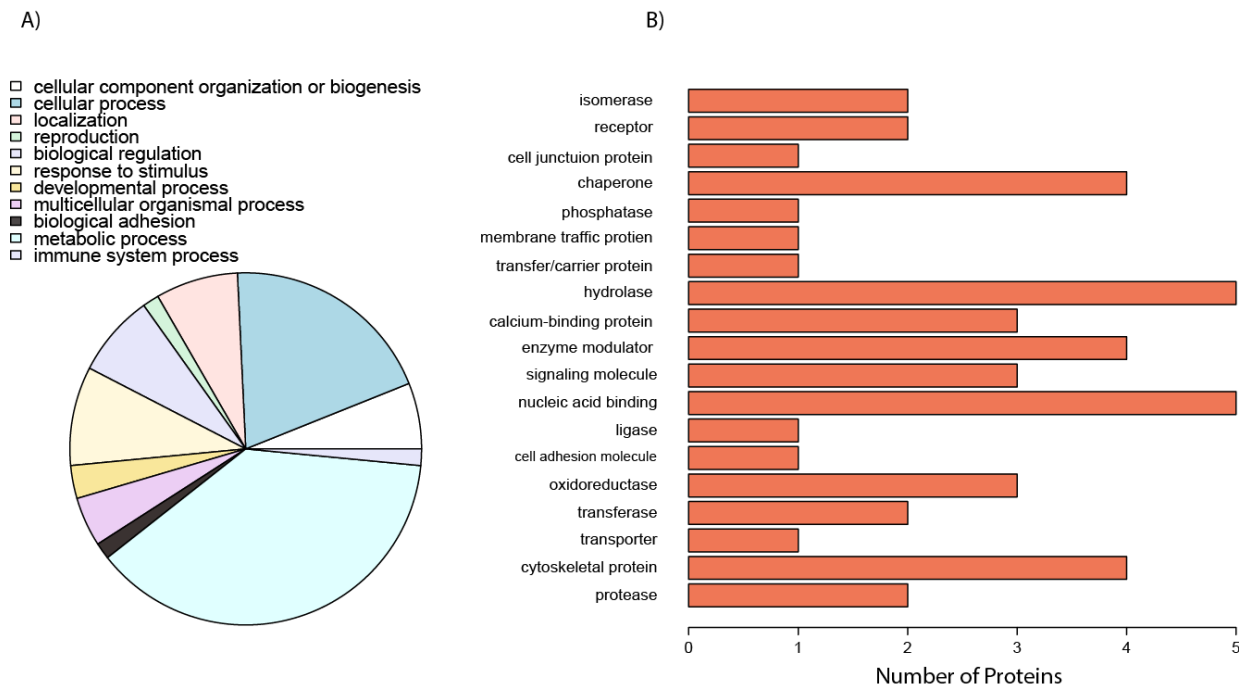 A)
cellular component organization or biogenesis
cellular process
localization
reproduction
biological regulation
response to stimulus
developmental process
multicellular organismal process
biological adhesion
metabolic process
immune system process
B)
isomerase
receptor
cell junctuion protein
chaperone
phosphatase
membrane traffic protien
transfer/carrier protein
hydrolase
calcium-binding protein
enzyme modulator
signaling molecule
nucleic acid binding
ligase
cell adhesion molecule
oxidoreductase
transferase
transporter
cytoskeletal protein
protease
0 1 2 3 4 5
Number of Proteins